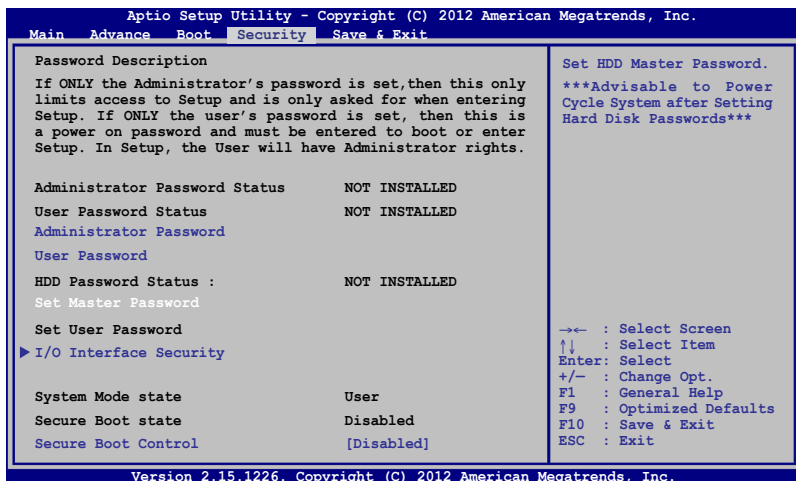 Aptio Setup Utility - Copyright (C) 2012 American Megatrends, Inc.
Main Advance Boot Security Save & Exit
Password Description
If ONLY the Administrator's password is set,then this only
limits access to Setup and is only asked for when entering
Setup. If ONLY the user's password is set, then this is
a power on password and must be entered to boot or enter
Setup. In Setup, the User will have Administrator rights.
Administrator Password Status NOT INSTALLED
User Password Status NOT INSTALLED
Administrator Password
User Password
HDD Password Status : NOT INSTALLED
Set Master Password
Set User Password
▶ I/O Interface Security
System Mode state User
Secure Boot state Disabled
Secure Boot Control [Disabled]
Set HDD Master Password.
***Advisable to Power
Cycle System after Setting
Hard Disk Passwords***
→← : Select Screen
↑↓ : Select Item
Enter: Select
+/— : Change Opt.
F1 : General Help
F9 : Optimized Defaults
F10 : Save & Exit
ESC : Exit
Version 2.15.1226. Copyright (C) 2012 American Megatrends, Inc.